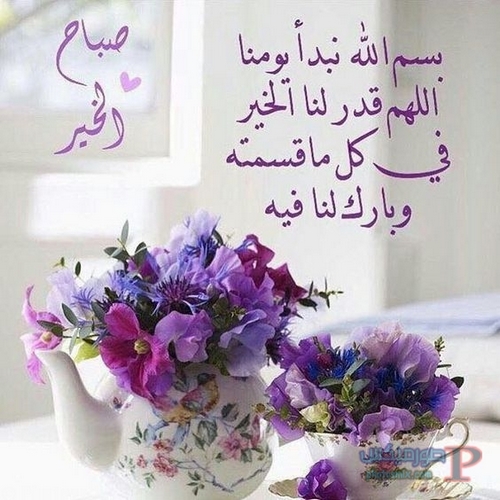 صباح
الخير
بسم الله نبدأ يومنا
اللهم قدر لنا الخير
في كل ما قسمته
وبارك لنا فيه